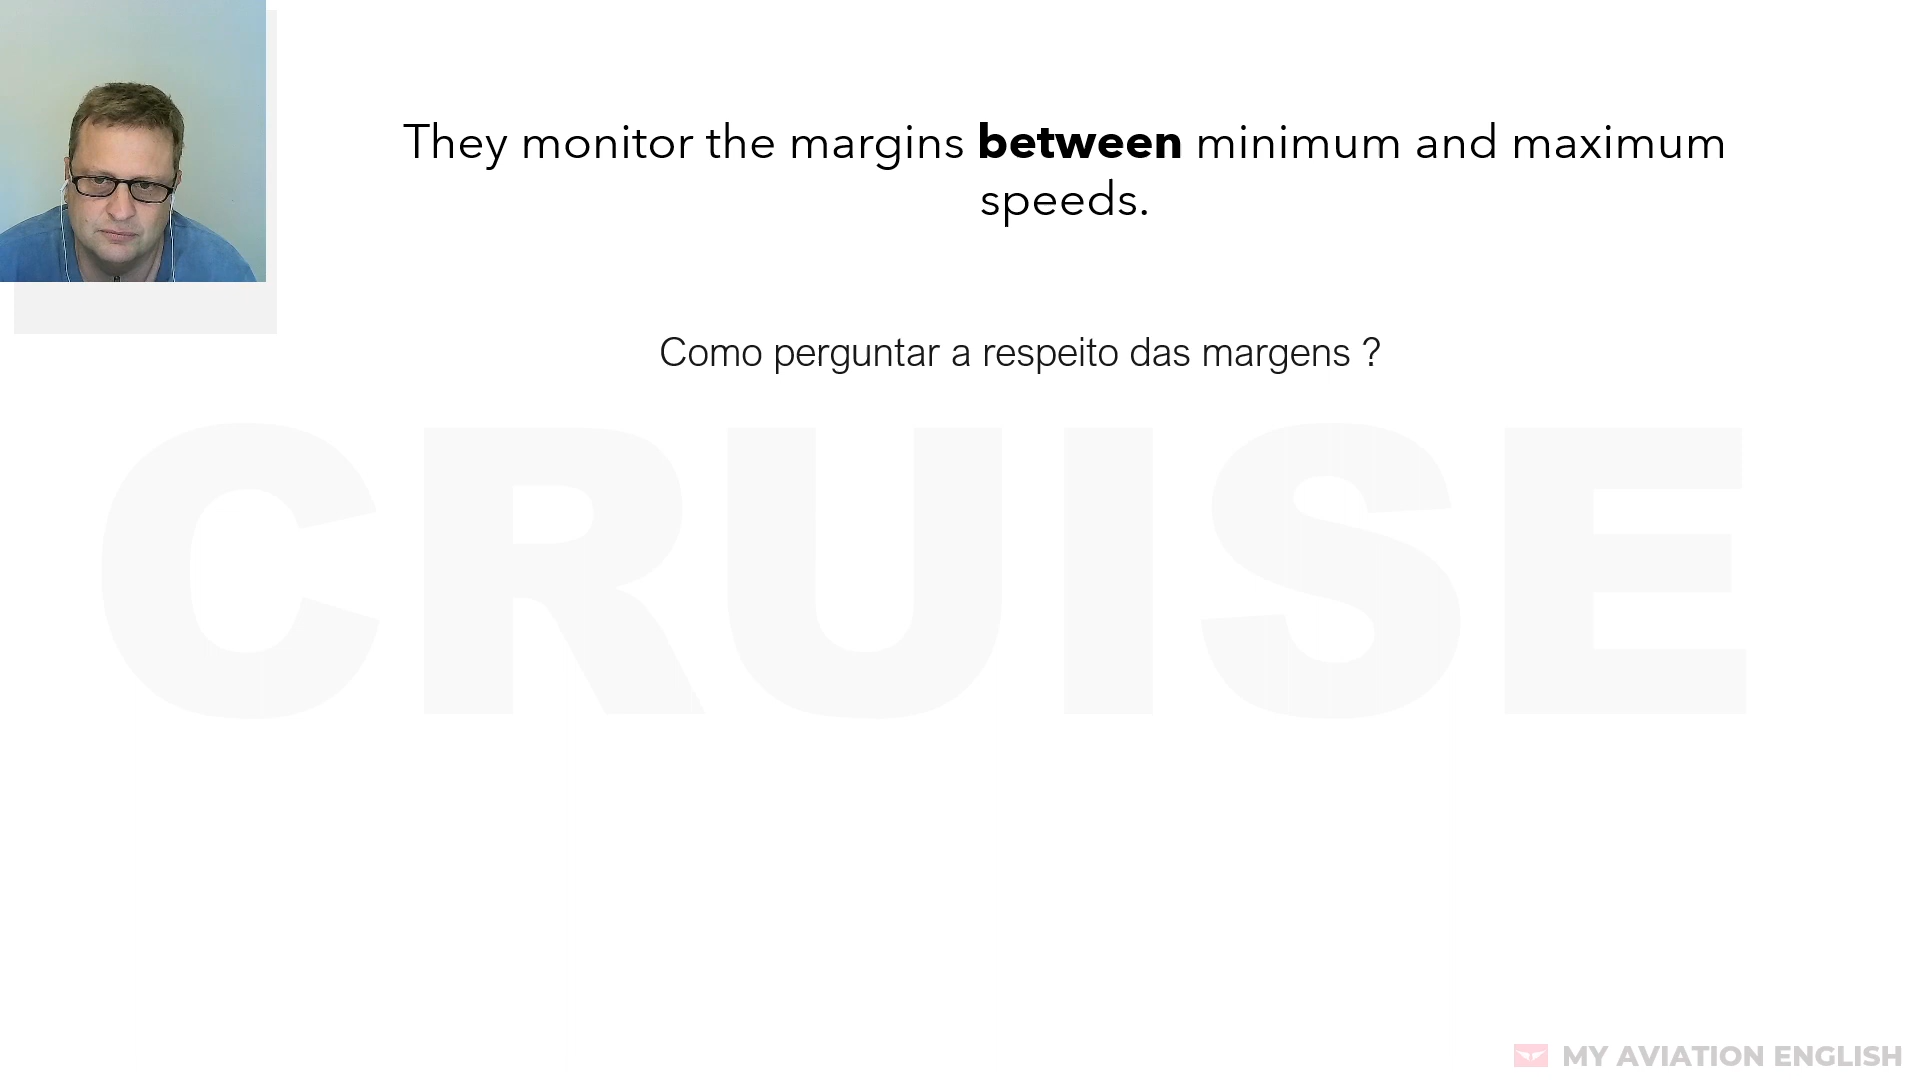 They monitor the margins between minimum and maximum
speeds.
Como perguntar a respeito das margens ?
CRUISE
MY AVIATION ENGLISH